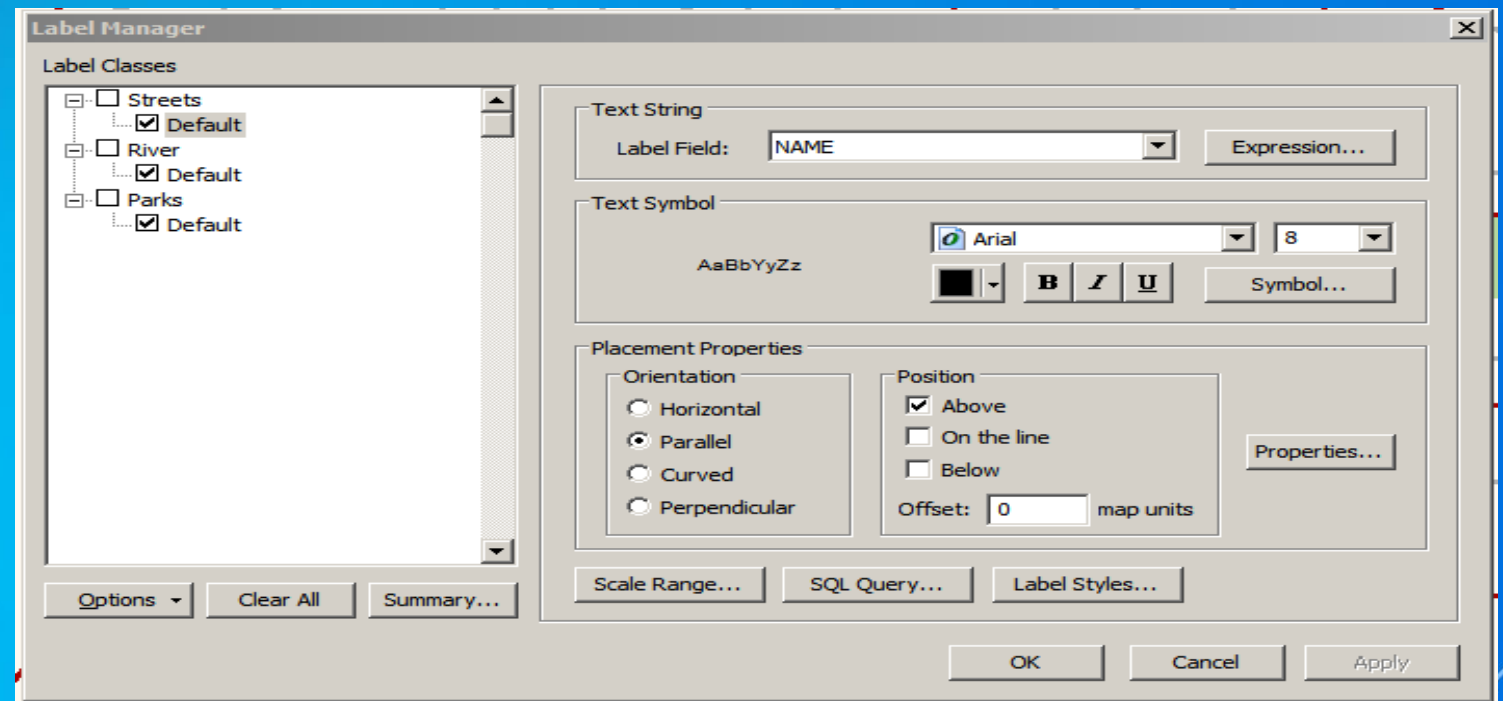 Label Manager
Label Classes
Streets
Default
River
Default
Parks
Default
Options
Clear All
Summary...
Text String
Label Field:
NAME
Expression...
Text Symbol
AaBbYyZz
Arial
8
B I U
Symbol...
Placement Properties
Orientation
Horizontal
Parallel
Curved
Perpendicular
Position
Above
On the line
Below
Offset: 0 map units
Properties...
Scale Range...
SQL Query...
Label Styles...
OK
Cancel
Apply